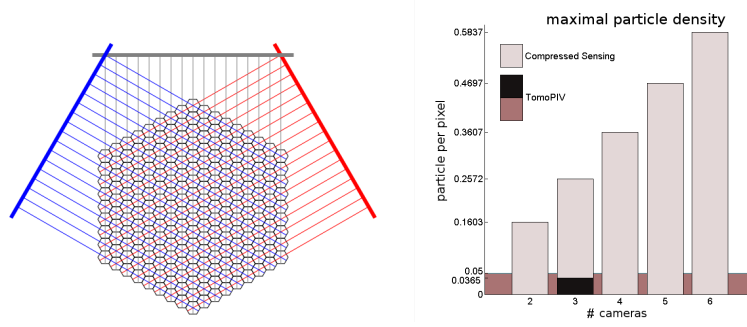 maximal particle density
particle per pixel
0.5837
0.4697
0.3607
0.2572
0.1603
0.05
0.0365
0
Compressed Sensing
TomoPIV
2 3 4 5 6
# cameras